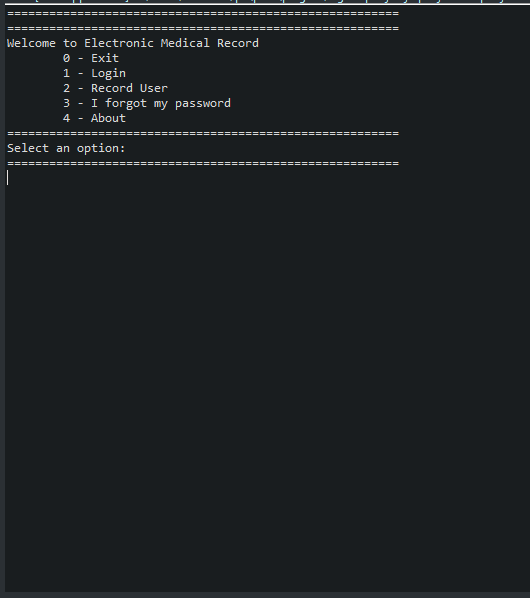 ========================================================
========================================================
Welcome to Electronic Medical Record
        0 - Exit
        1 - Login
        2 - Record User
        3 - I forgot my password
        4 - About
========================================================
Select an option:
========================================================